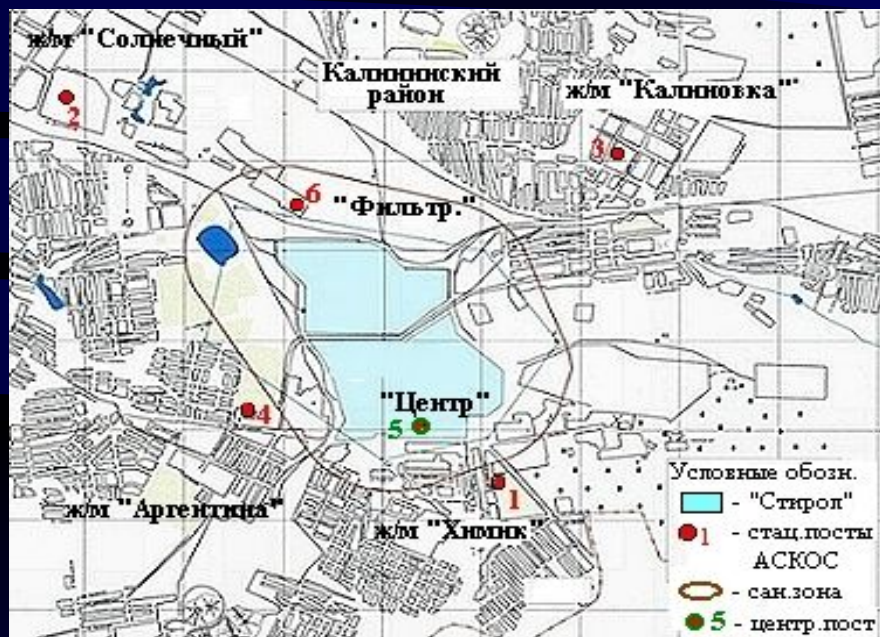 ж/м "Солнечный"
Калининский
район
ж/м "Калиновка"
2
3
6
"Фильтр."
"Центр"
4
5
1
ж/м "Аргентина"
ж/м "Химик"
Условные обозн.
- "Стирол"
1 - стац.посты
АСКОС
- сан.зона
5 - центр.пост